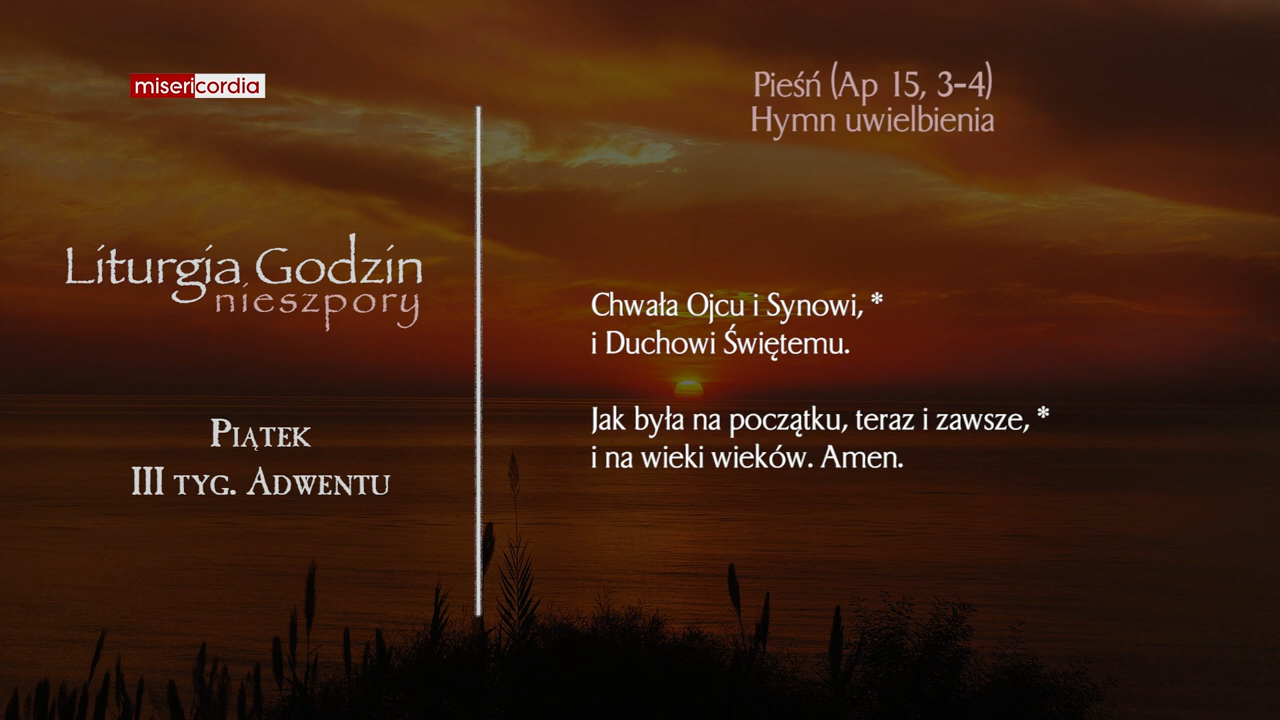 misericordia
Liturgia Godzin
nieszpory
Piątek
III tyg. Adwentu
Pieśń (Ap 15, 3-4)
Hymn uwielbienia
Chwała Ojcu i Synowi, *
i Duchowi Świętemu.
Jak była na początku, teraz i zawsze, *
i na wieki wieków. Amen.